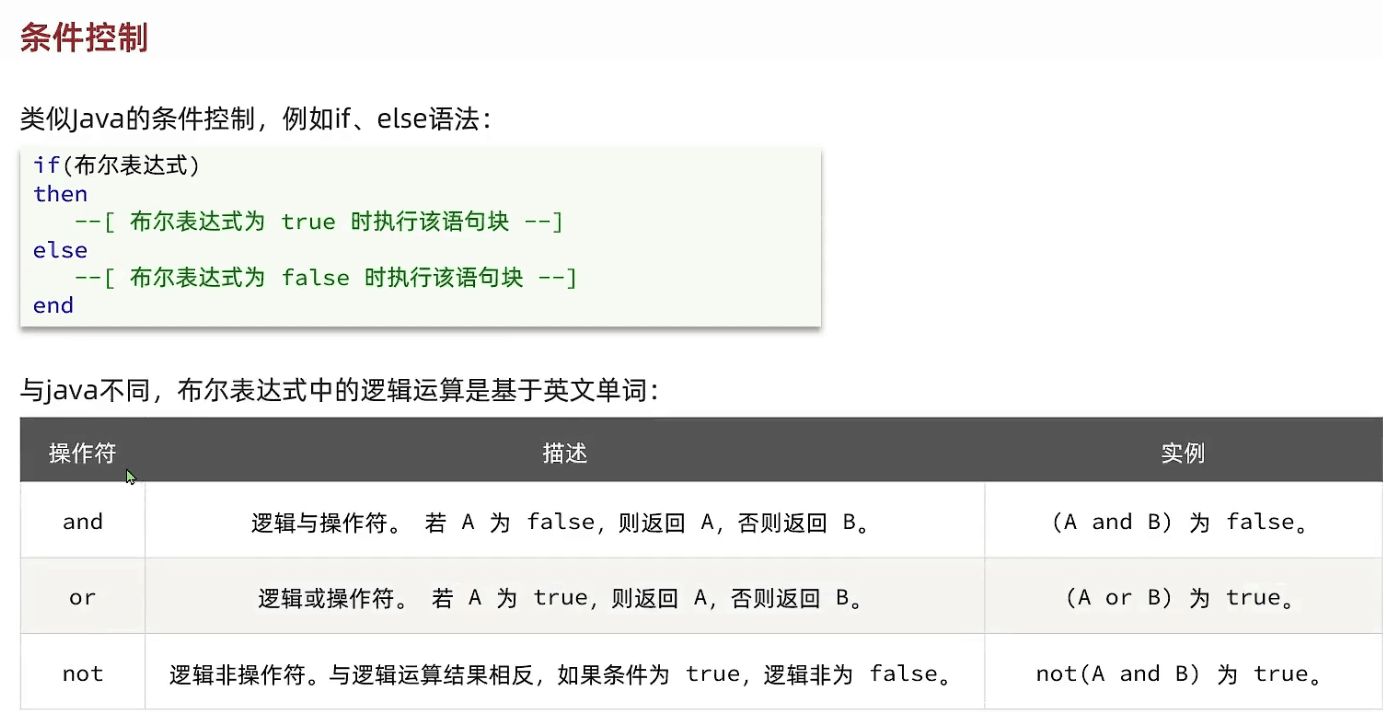 条件控制
类似Java的条件控制，例如if、else语法：
if(布尔表达式)
then
--[ 布尔表达式为 true 时执行该语句块 --]
else
--[ 布尔表达式为 false 时执行该语句块 --]
end
与java不同，布尔表达式中的逻辑运算是基于英文单词：
操作符 描述 实例
and 逻辑与操作符。 若 A 为 false，则返回 A，否则返回 B。 (A and B) 为 false。
or 逻辑或操作符。 若 A 为 true，则返回 A，否则返回 B。 (A or B) 为 true。
not 逻辑非操作符。与逻辑运算结果相反，如果条件为 true，逻辑非为 false。 not(A and B) 为 true。